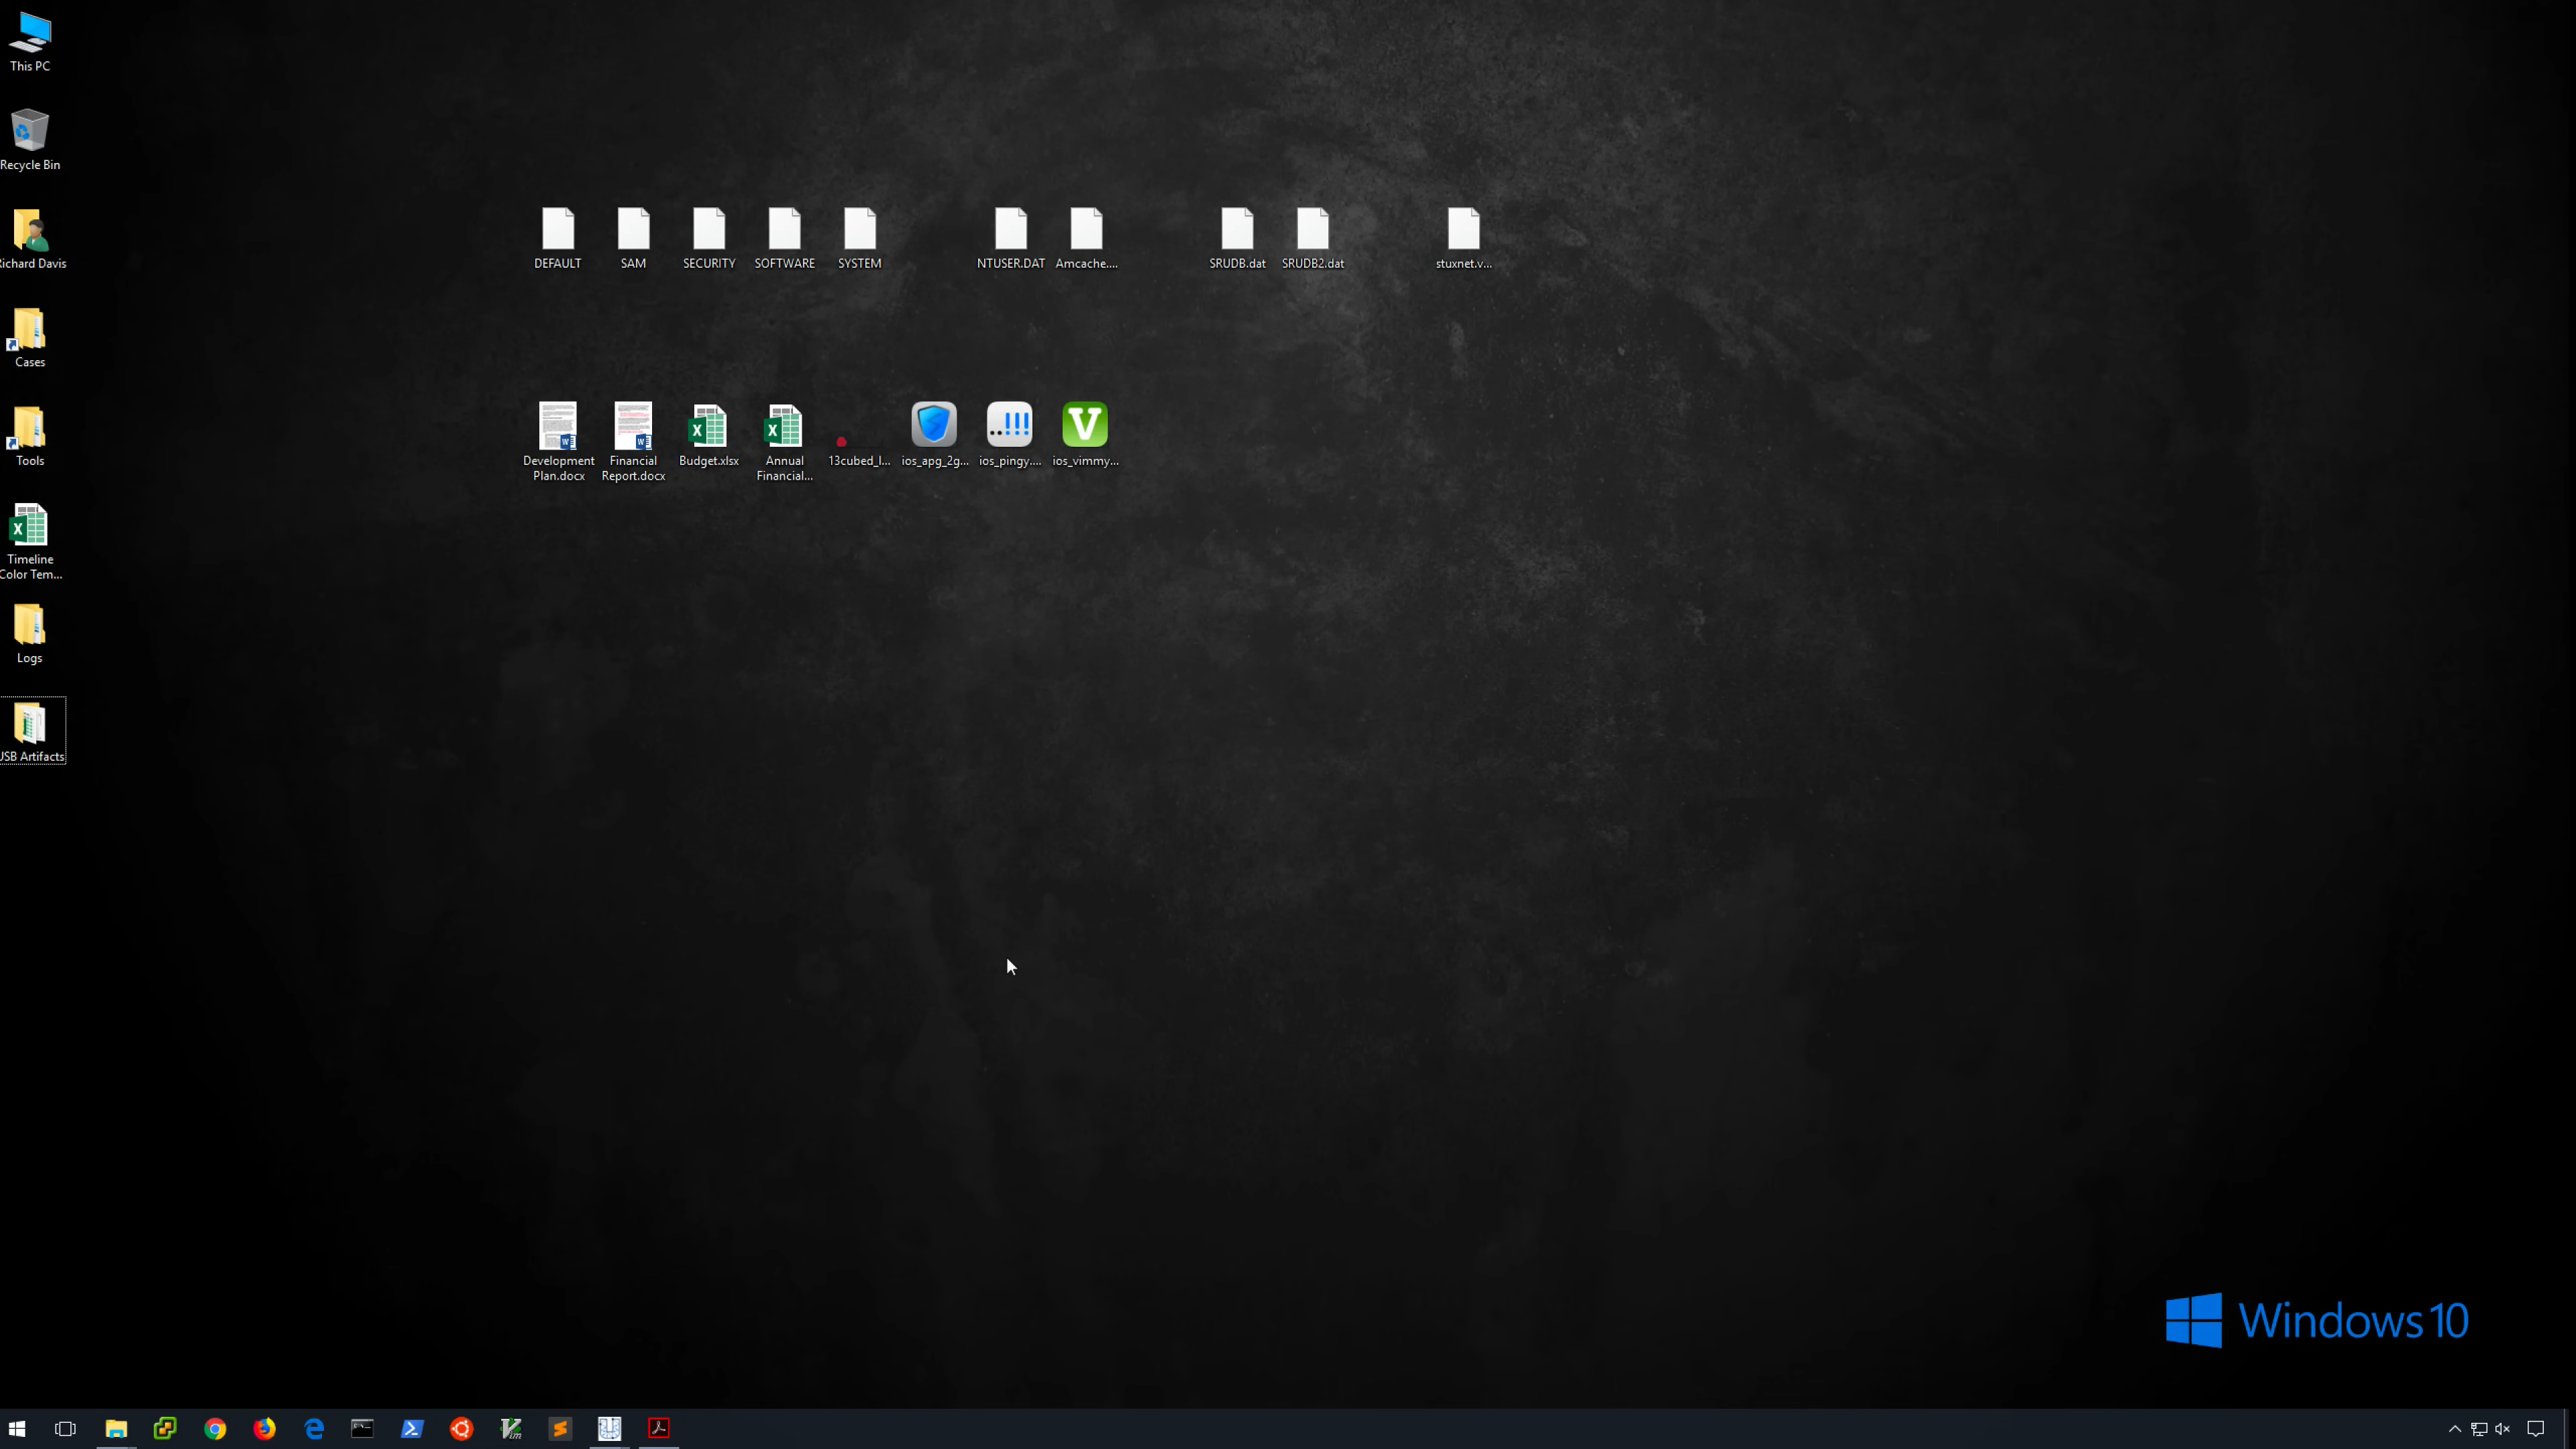 This PC
Recycle Bin
Richard Davis
Cases
Tools
Timeline
Color Tem...
Logs
USB Artifacts
DEFAULT
SAM
SECURITY
SOFTWARE
SYSTEM
NTUSER.DAT
Amcache....
SRUDB.dat
SRUDB2.dat
stuxnet.v...
Development
Plan.docx
Financial
Report.docx
Budget.xlsx
Annual
Financial...
13cubed_l...
ios_apg_2g...
ios_pingy....
ios_vimmy...
Windows 10